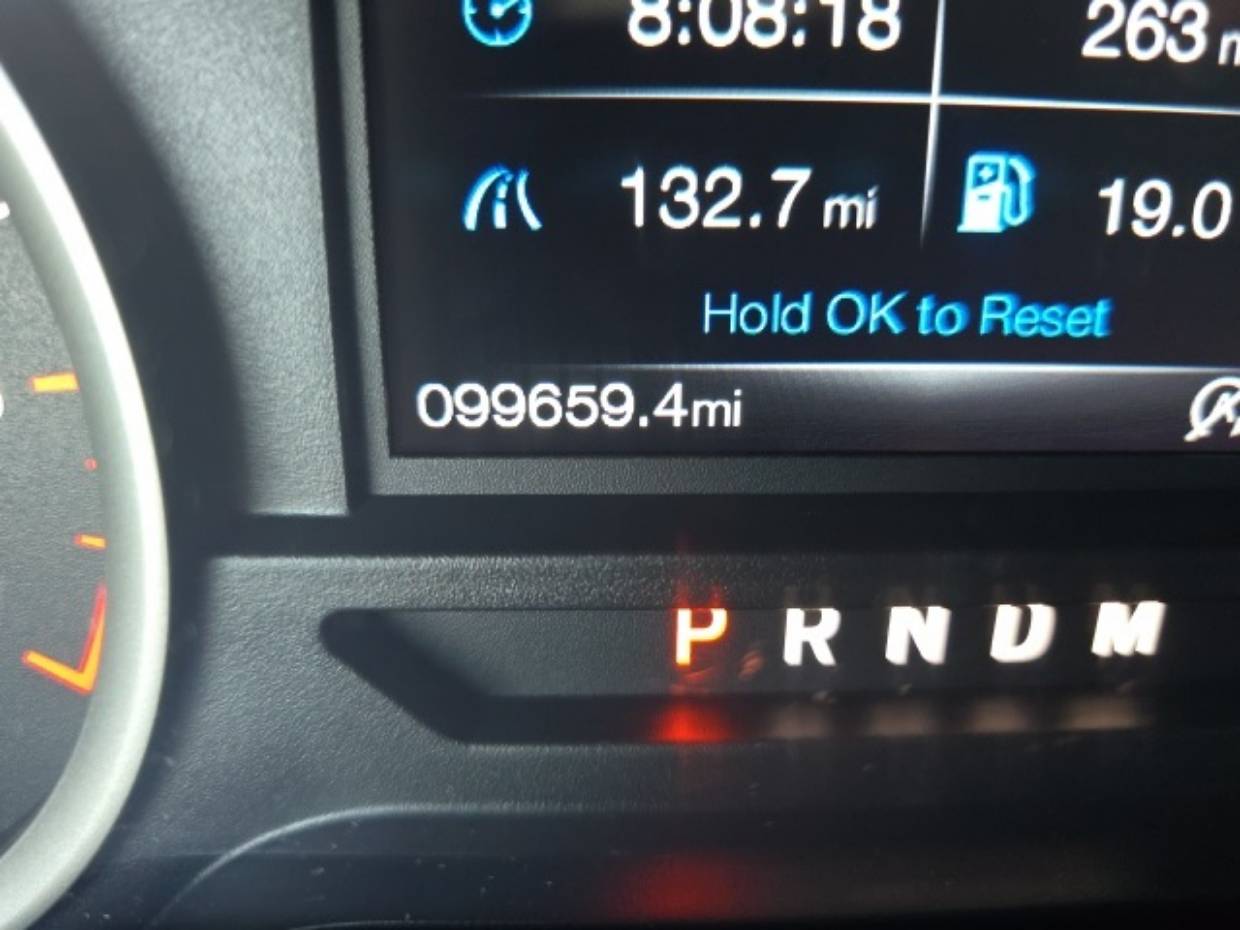 8:08:18 263
132.7 mi 19.0
Hold OK to Reset
099659.4mi
P R N D M